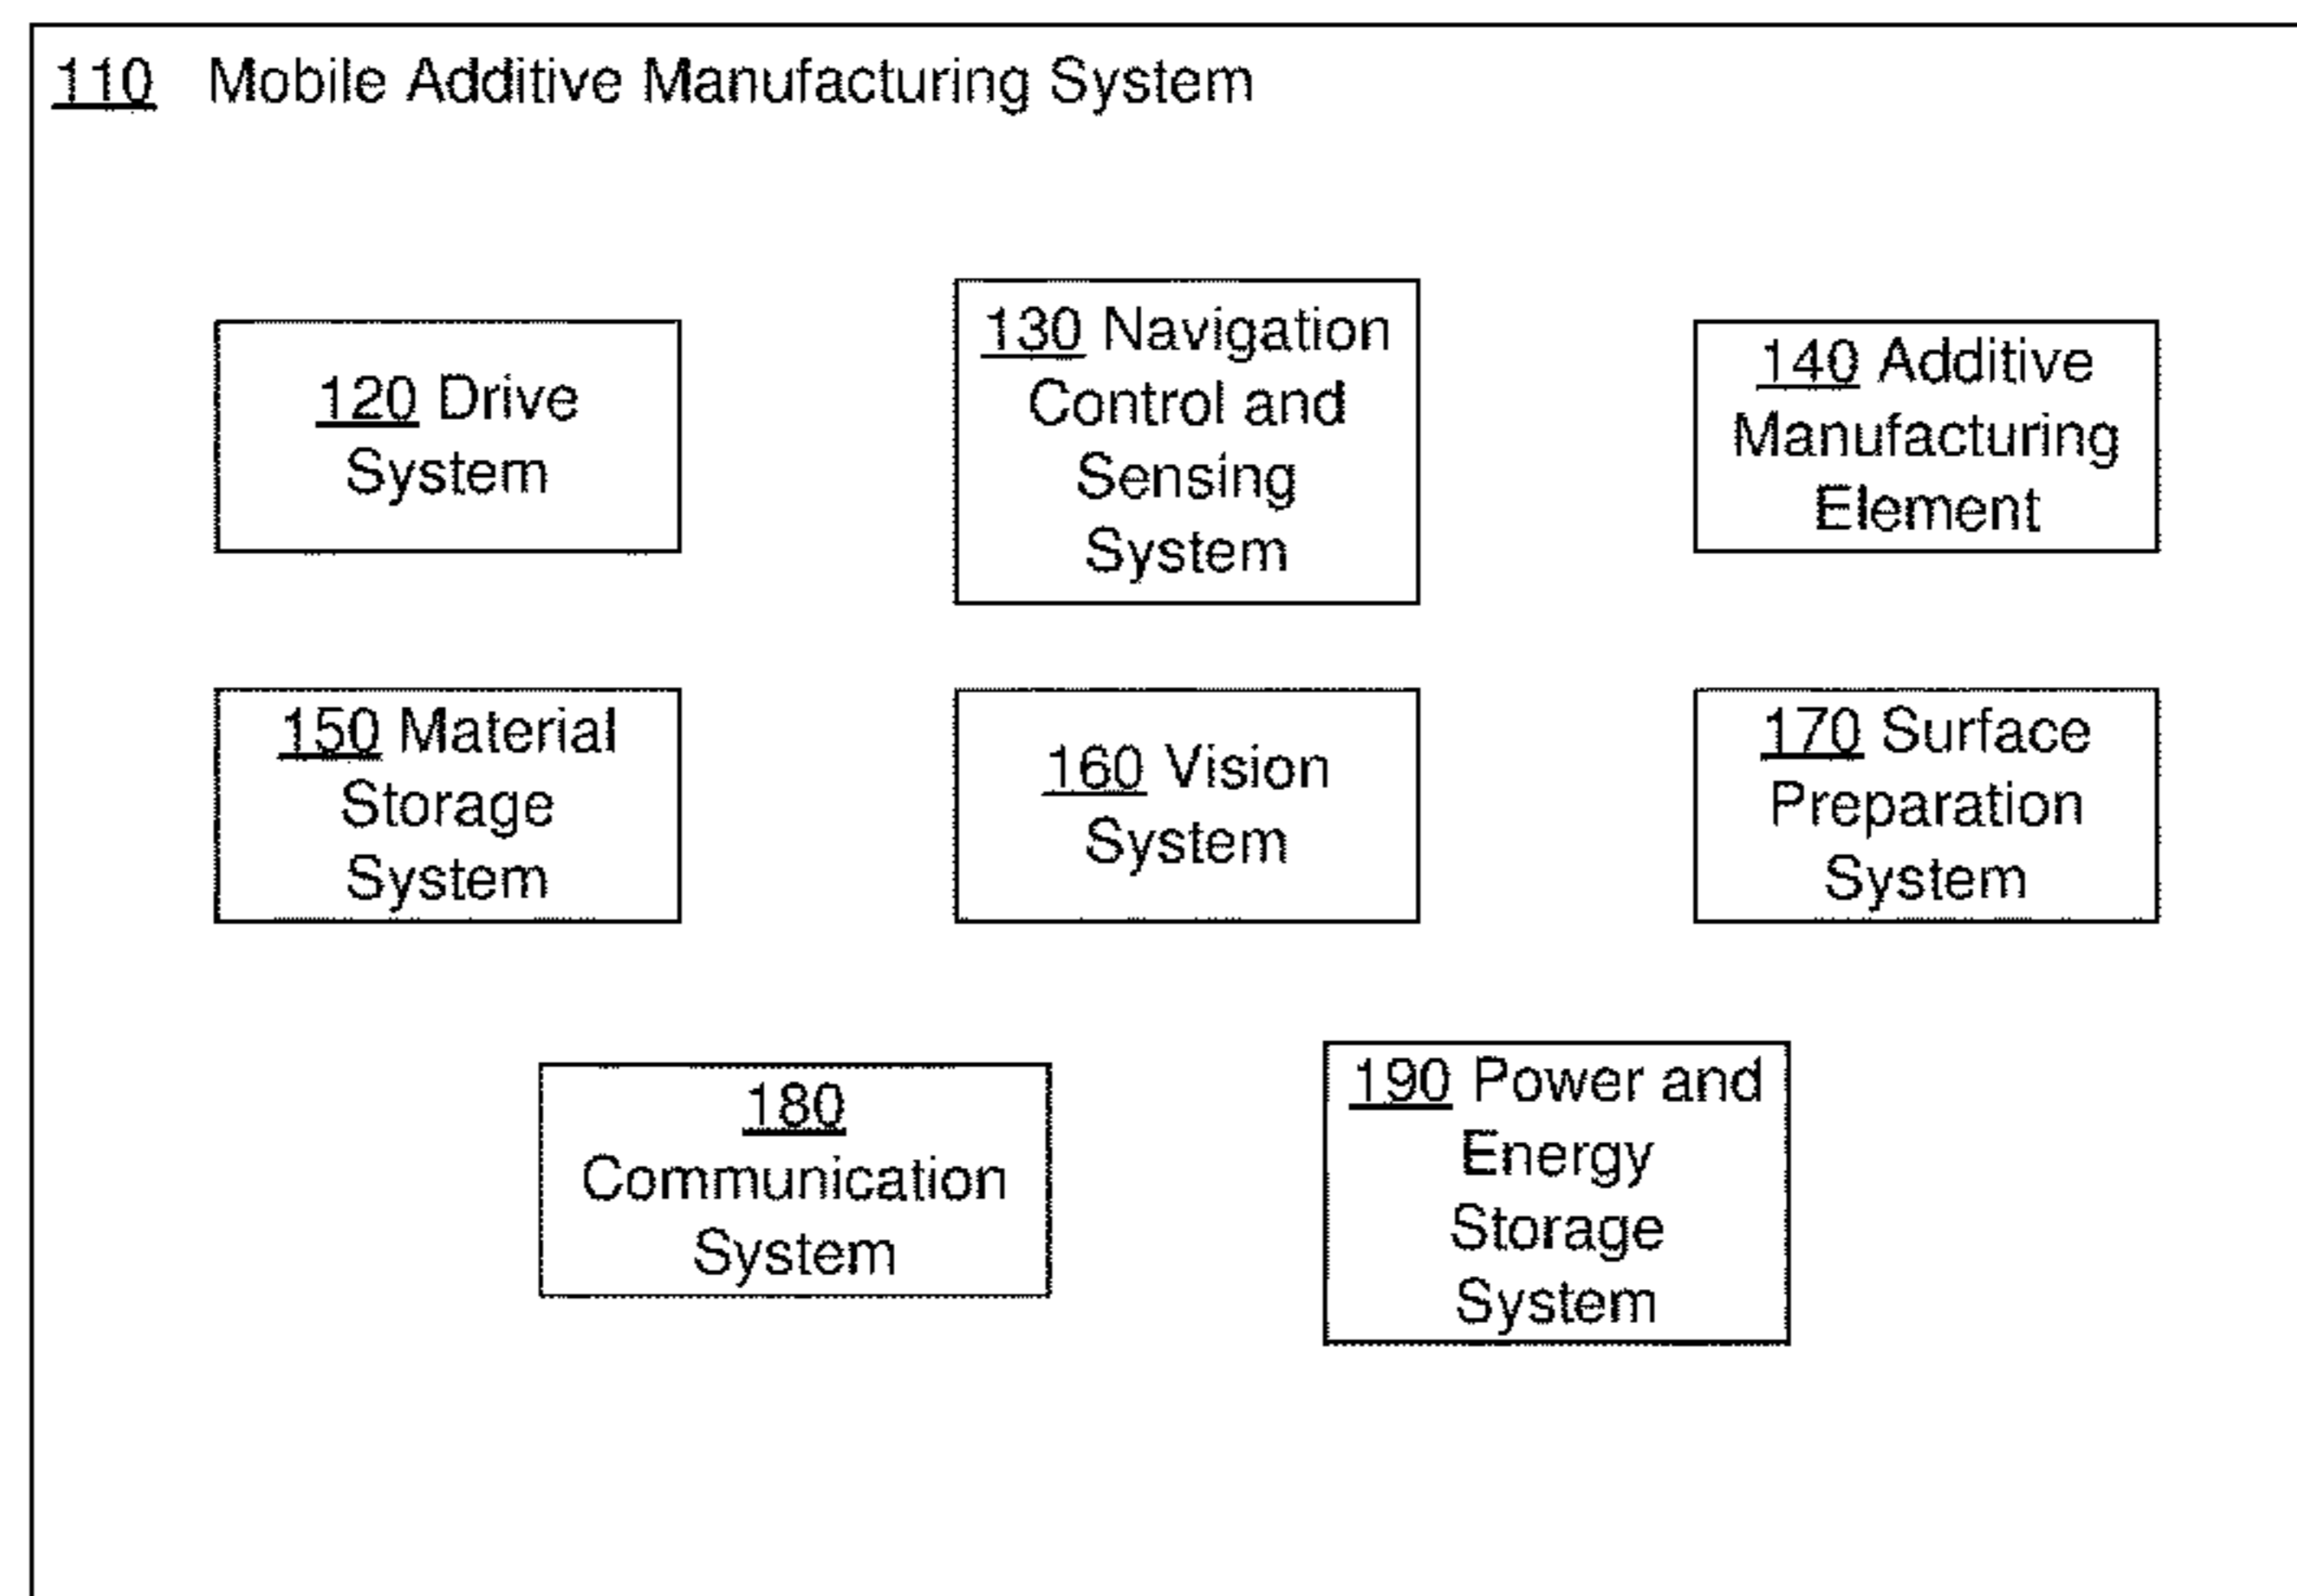 110 Mobile Additive Manufacturing System
120 Drive
System
130 Navigation
Control and
Sensing
System
140 Additive
Manufacturing
Element
150 Material
Storage
System
160 Vision
System
170 Surface
Preparation
System
180
Communication
System
190 Power and
Energy
Storage
System